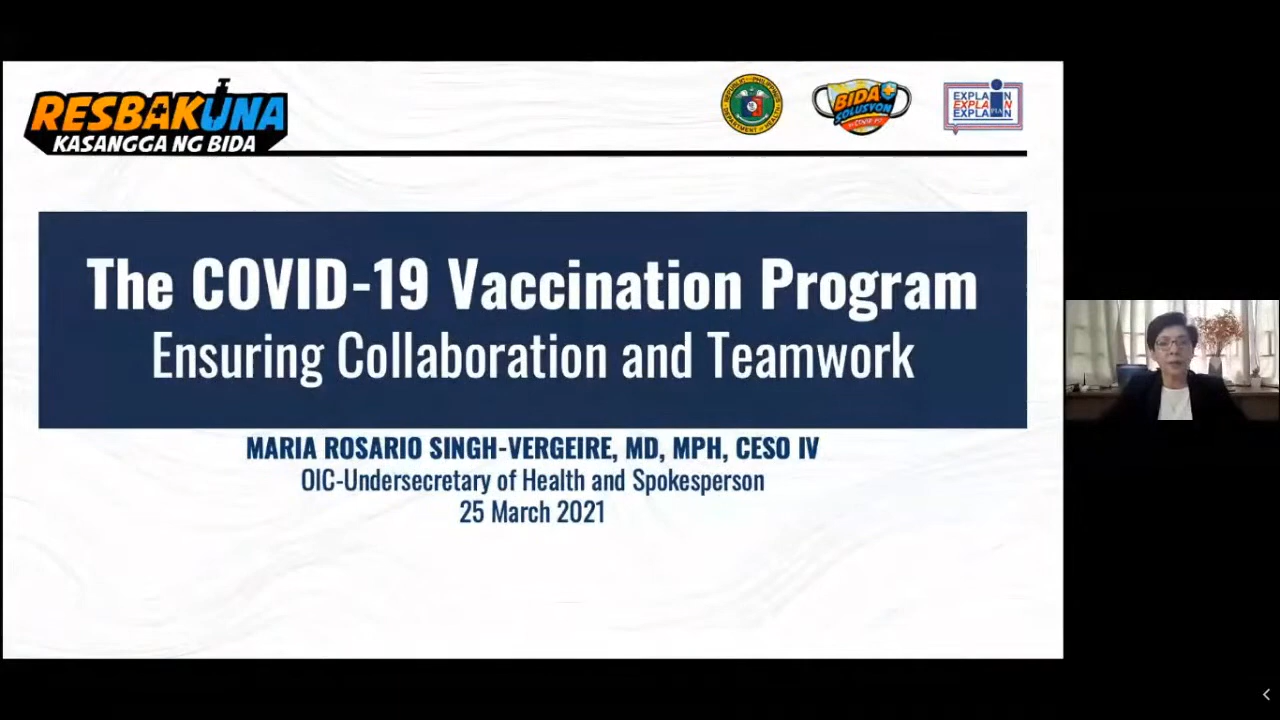 RESBAKUNA
KASANGGA NG BIDA
BIDA
SOLUSYON
EXPLAIN
EXPLAIN
EXPLAIN
The COVID-19 Vaccination Program
Ensuring Collaboration and Teamwork
MARIA ROSARIO SINGH-VERGEIRE, MD, MPH, CESO IV
OIC-Undersecretary of Health and Spokesperson
25 March 2021